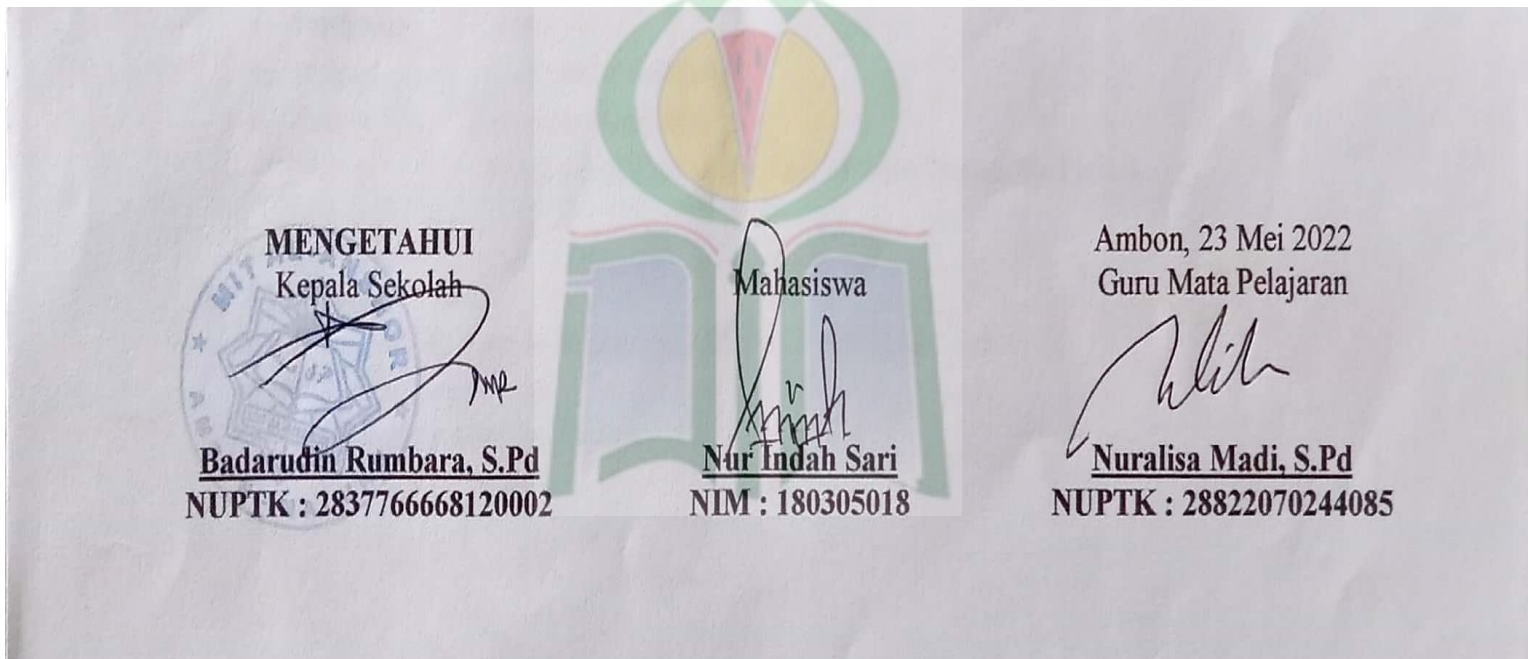 MENGETAHUI
Kepala Sekolah
Badarudin Rumbara, S.Pd
NUPTK : 2837766668120002
Mahasiswa
Nur Indah Sari
NIM : 180305018
Ambon, 23 Mei 2022
Guru Mata Pelajaran
Nuralisa Madi, S.Pd
NUPTK : 28822070244085